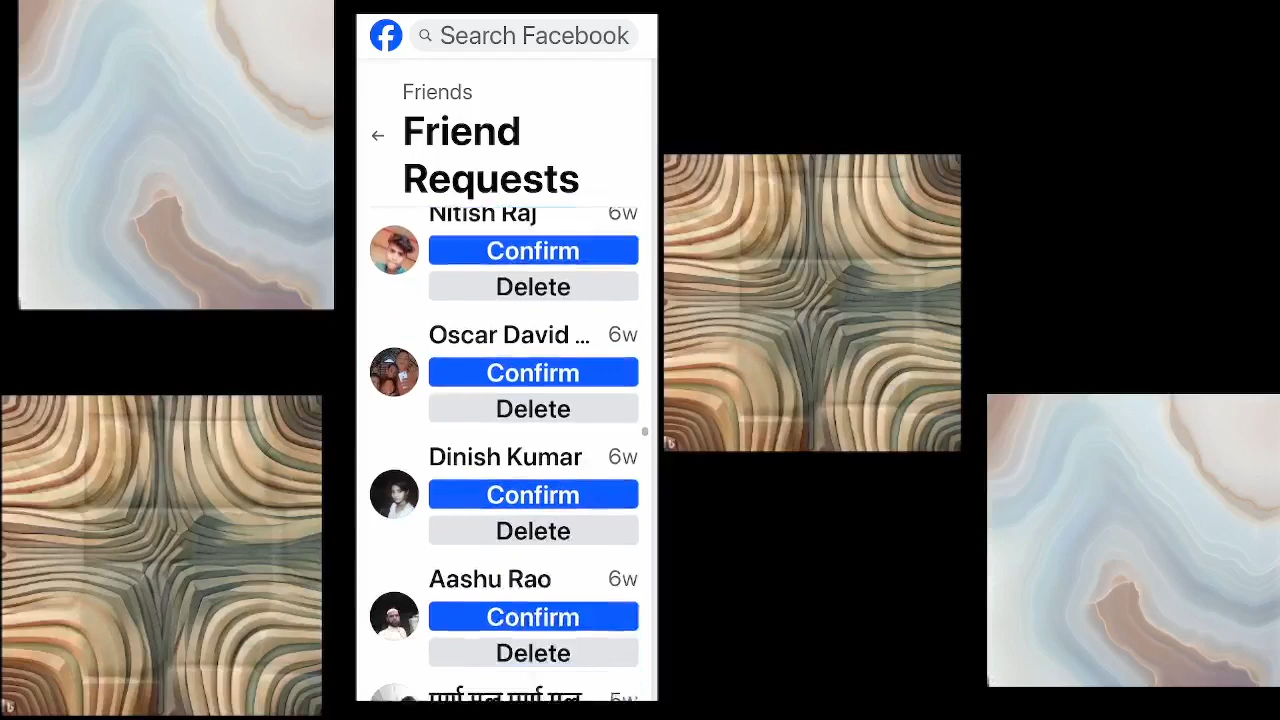 Search Facebook
Friends
Friend
Requests
Nitish Raj 6w
Confirm
Delete
Oscar David ... 6w
Confirm
Delete
Dinish Kumar 6w
Confirm
Delete
Aashu Rao 6w
Confirm
Delete
5w